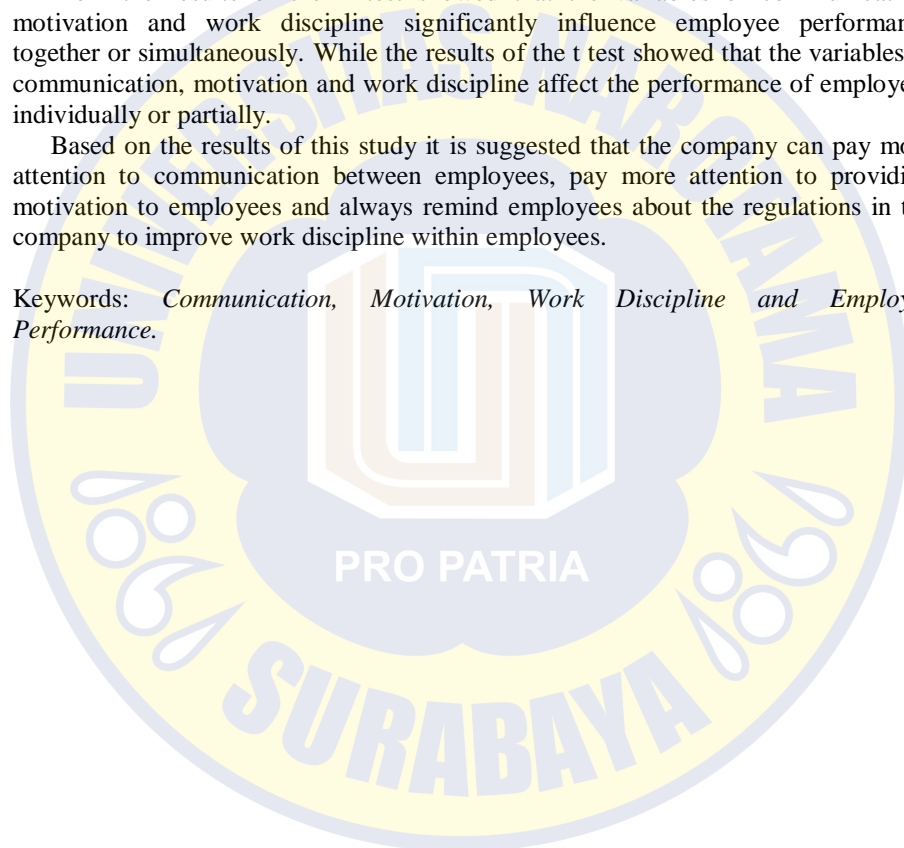 motivation and work discipline significantly influence employee
together or simultaneously. While the results of the t test showed that the variables
communication, motivation and work discipline affect the performance of
individually or partially.
Based on the results of this study it is suggested that the company can pay
attention to communication between employees, pay more attention to
motivation to employees and always remind employees about the regulations in
company to improve work discipline within employees.
Keywords: Communication, Motivation, Work Discipline and
Performance.
UNIVERSITAS NAROTAMA
PRO PATRIA
SURABAYA